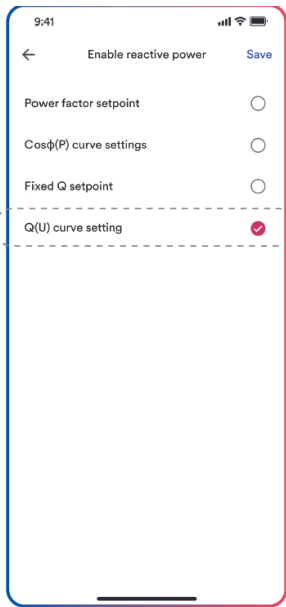 9:41
Enable reactive power Save
Power factor setpoint
Cosϕ(P) curve settings
Fixed Q setpoint
Q(U) curve setting